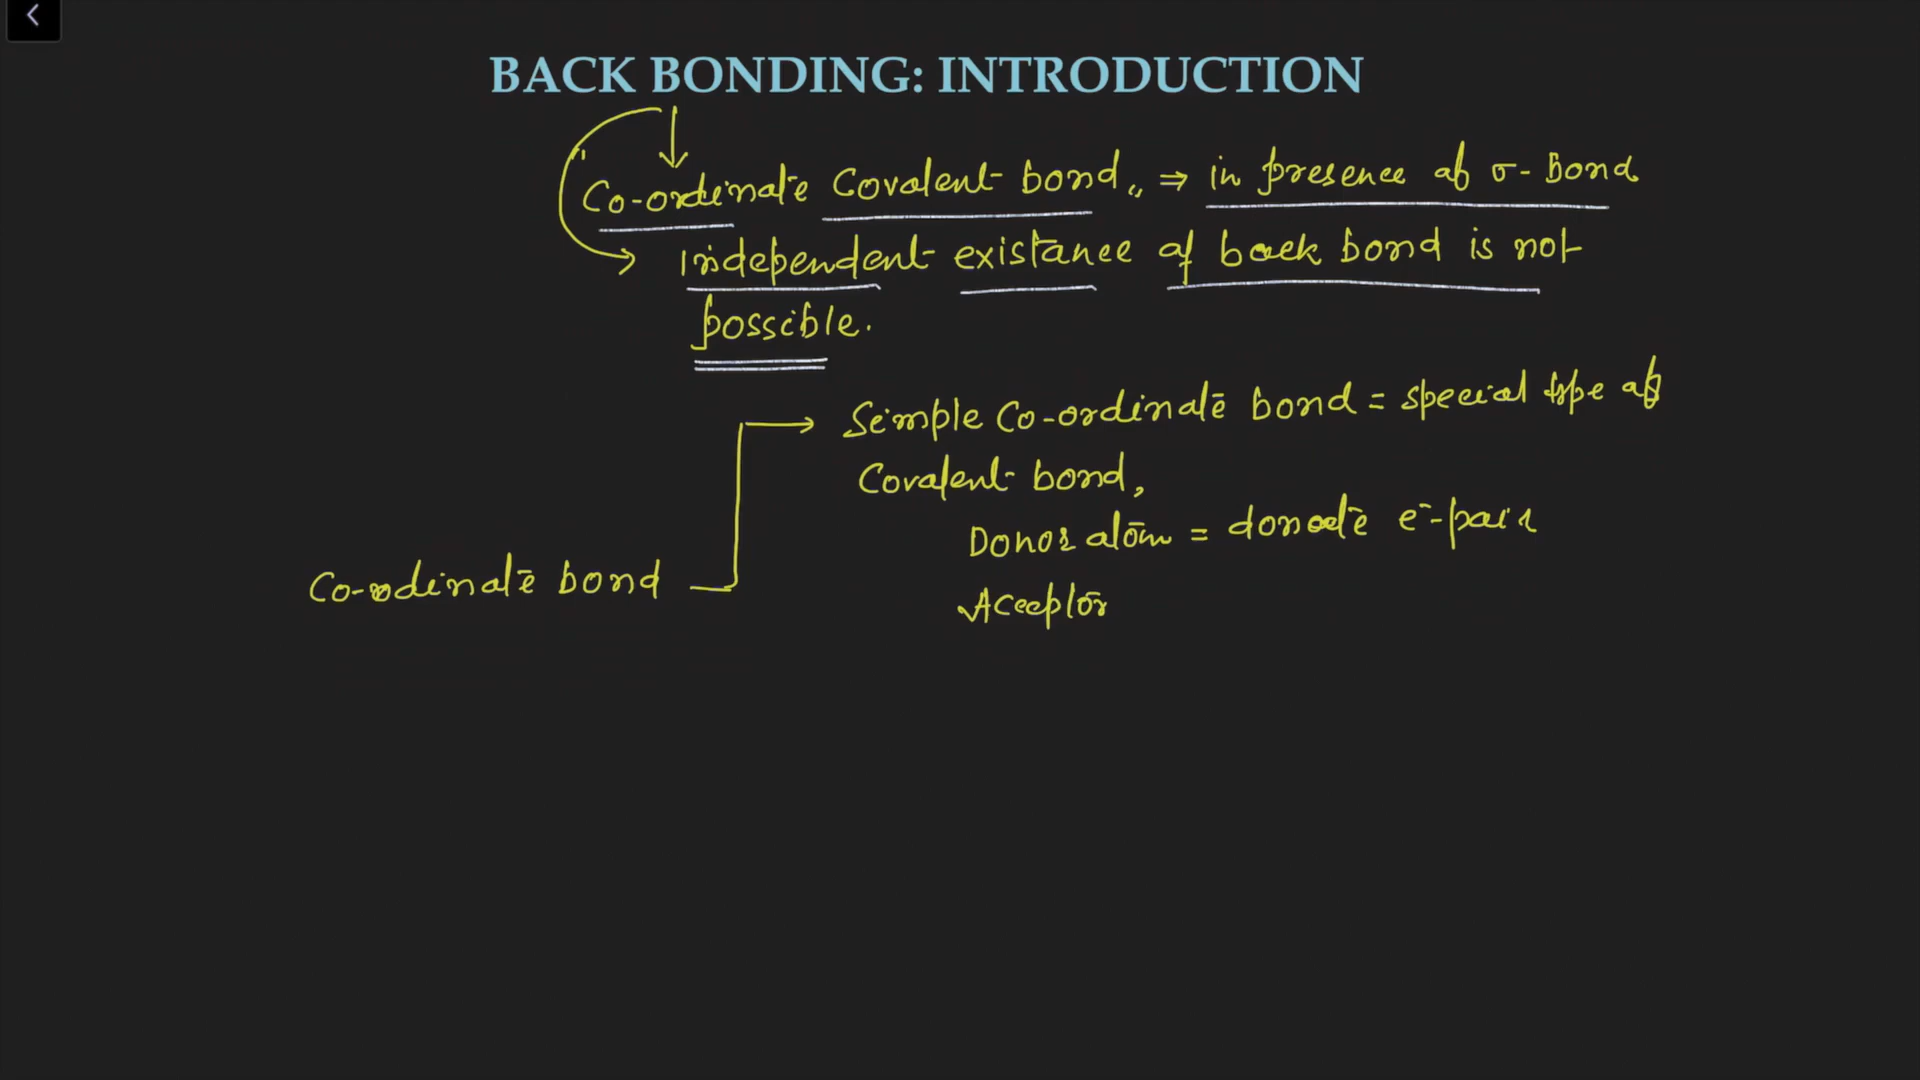 BACK BONDING: INTRODUCTION
"Co-ordinate Covalent bond,, ⇒ in presence of σ-Bond
Independent existance of back bond is not
possible.
Simple Co-ordinate bond = special type of
Covalent bond,
Donor atom = donate e⁻-pair
Co-odinate bond
Acceptor